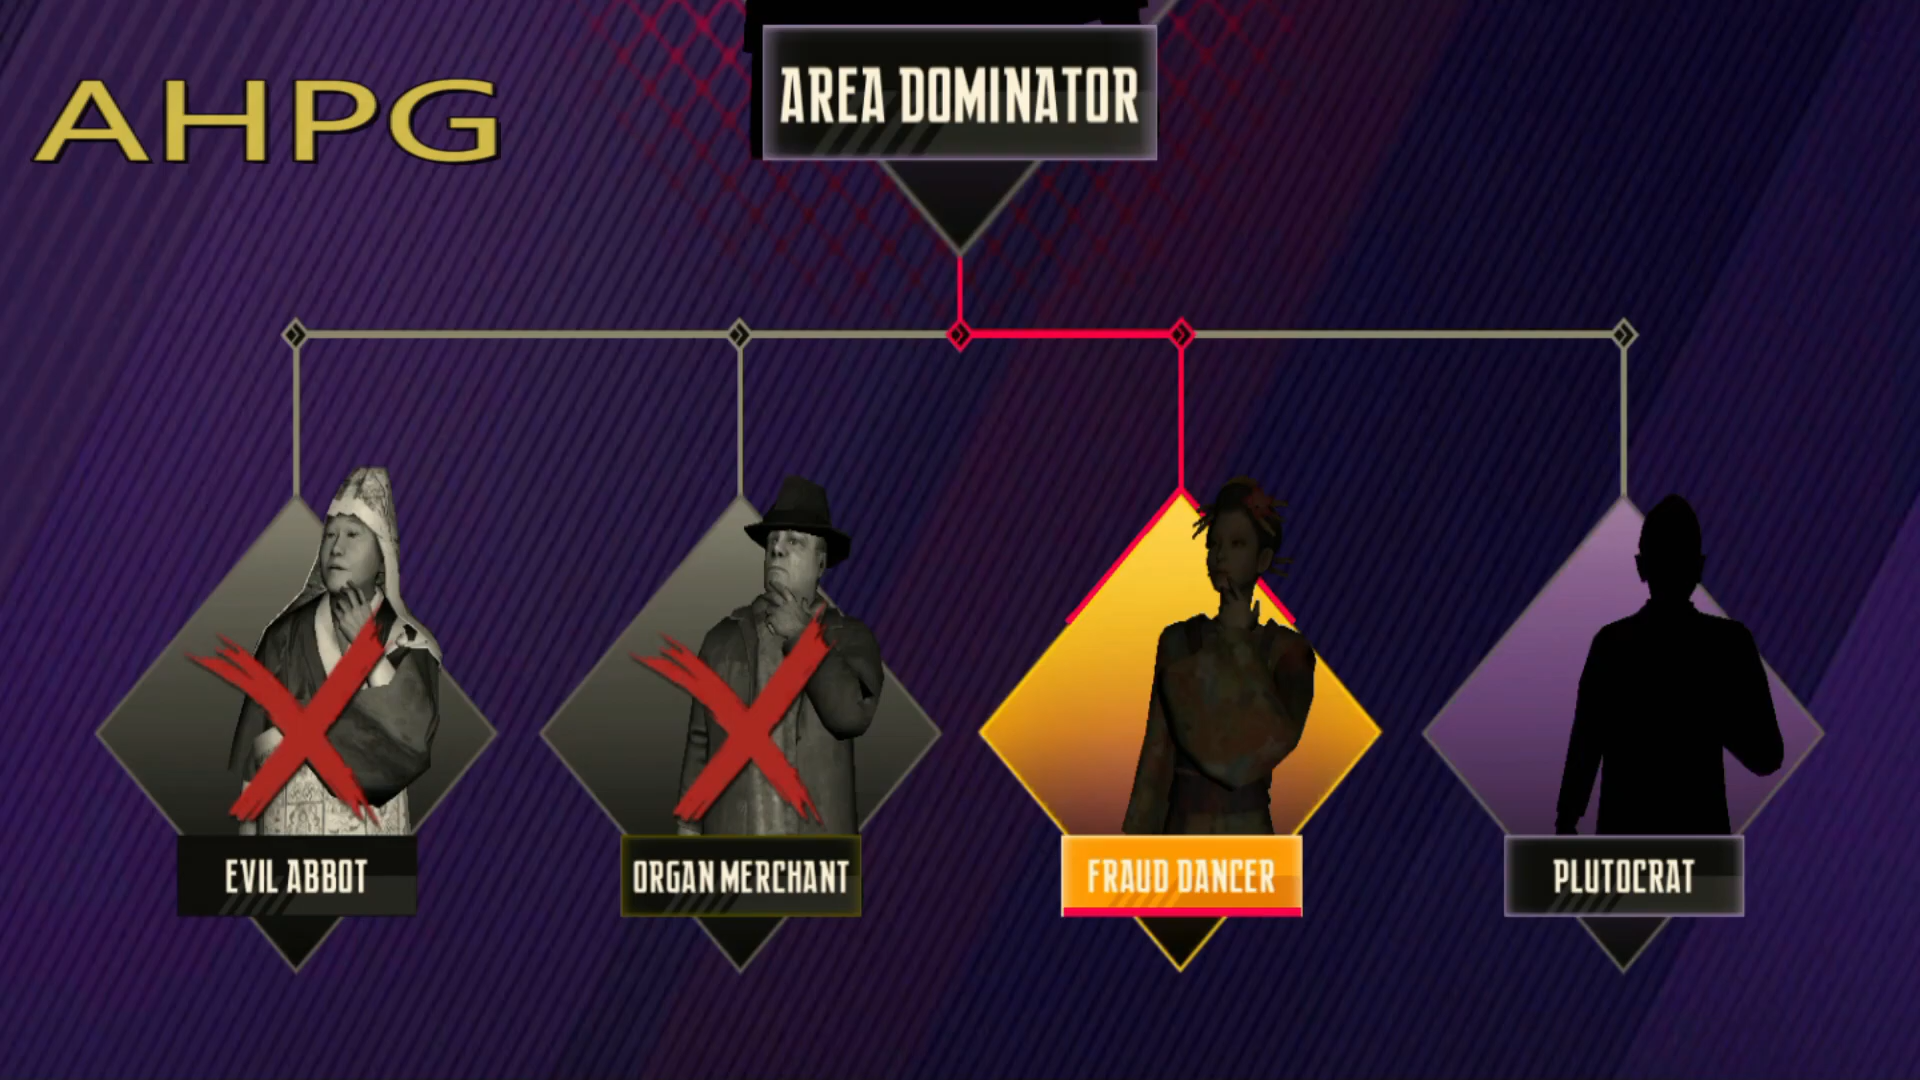 AHPG
AREA DOMINATOR
EVIL ABBOT
ORGAN MERCHANT
FRAUD DANCER
PLUTOCRAT